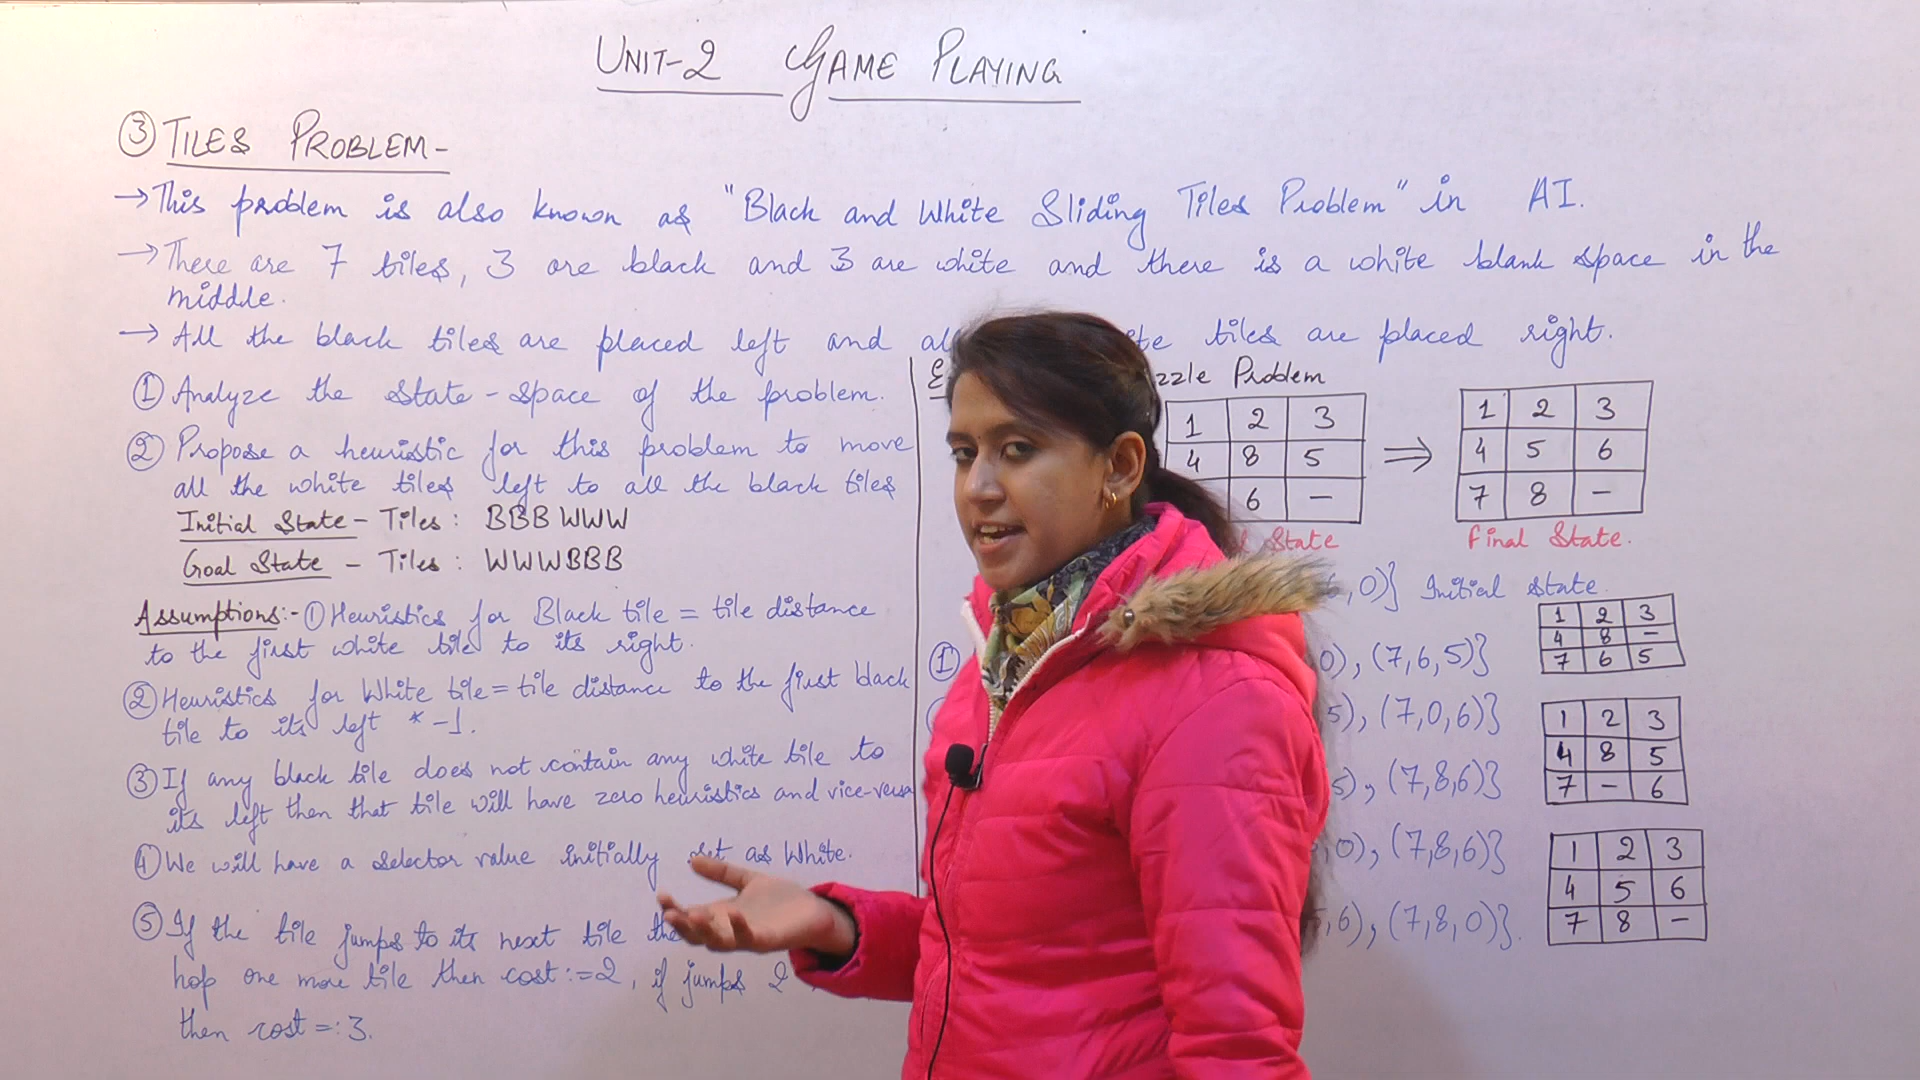 UNIT-2 GAME PLAYING
③ TILES PROBLEM-
→ This problem is also known as "Black and White Sliding Tiles Problem" in AI.
→ There are 7 tiles, 3 are black and 3 are white and there is a white blank space in the
middle.
→ All the black tiles are placed left and tiles are placed right.
① Analyze the state-space of the problem.
② Propose a heuristic for this problem to move
all the white tiles left to all the black tiles
Initial State - Tiles: BBBWWW
Goal State - Tiles: WWWBBB
Assumptions:- ① Heuristics for Black tile = tile distance
to the first white tile to its right.
② Heuristics for White tile = tile distance to the first black
tile to its left * -1.
③ If any black tile does not contain any white tile to
its left then that tile will have zero heuristics and vice-versa
④ We will have a selector value initially set as White.
⑤ If the tile jumps to its next tile
hop one more tile then cost:=2, if jumps 2
then cost=:3.
Problem
1 2 3
4 8 5
6 -
State
⇒
1 2 3
4 5 6
7 8 -
Final State.
,0)} Initial state
1 2 3
4 8 -
7 6 5
① 0), (7,6,5)}
1 2 3
4 8 5
7 - 6
5), (7,0,6)}
5), (7,8,6)}
,0), (7,8,6)}
1 2 3
4 5 6
7 8 -
,6), (7,8,0)}.